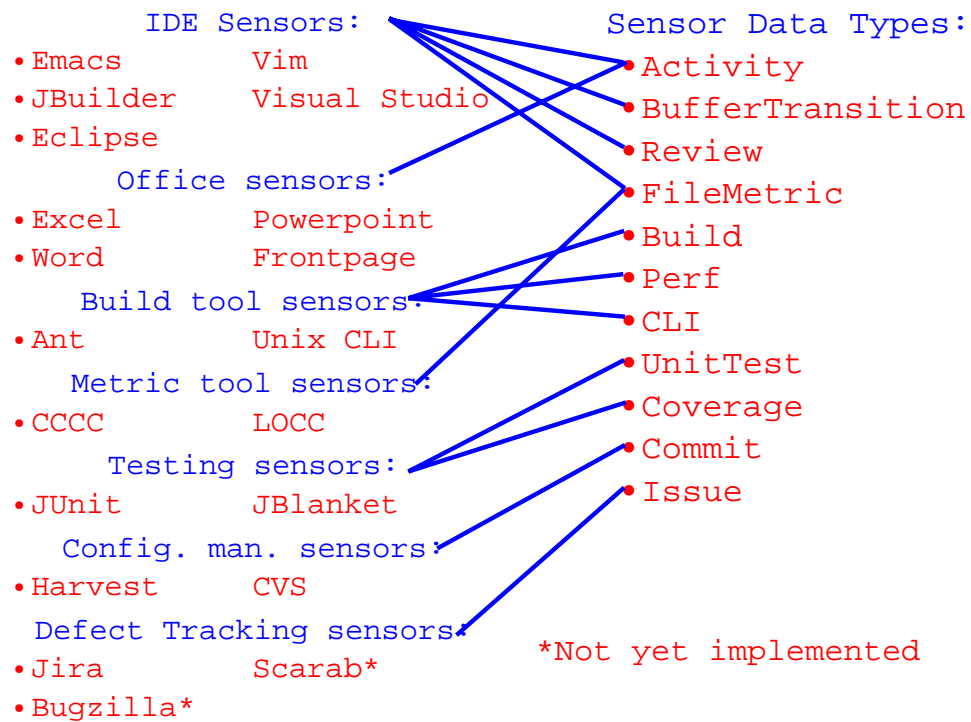 IDE Sensors:
• Emacs Vim
• JBuilder Visual Studio
• Eclipse
Office sensors:
• Excel Powerpoint
• Word Frontpage
Build tool sensors:
• Ant Unix CLI
Metric tool sensors:
• CCCC LOCC
Testing sensors:
• JUnit JBlanket
Config. man. sensors:
• Harvest CVS
Defect Tracking sensors:
• Jira Scarab*
• Bugzilla*
Sensor Data Types:
• Activity
• BufferTransition
• Review
• FileMetric
• Build
• Perf
• CLI
• UnitTest
• Coverage
• Commit
• Issue
*Not yet implemented